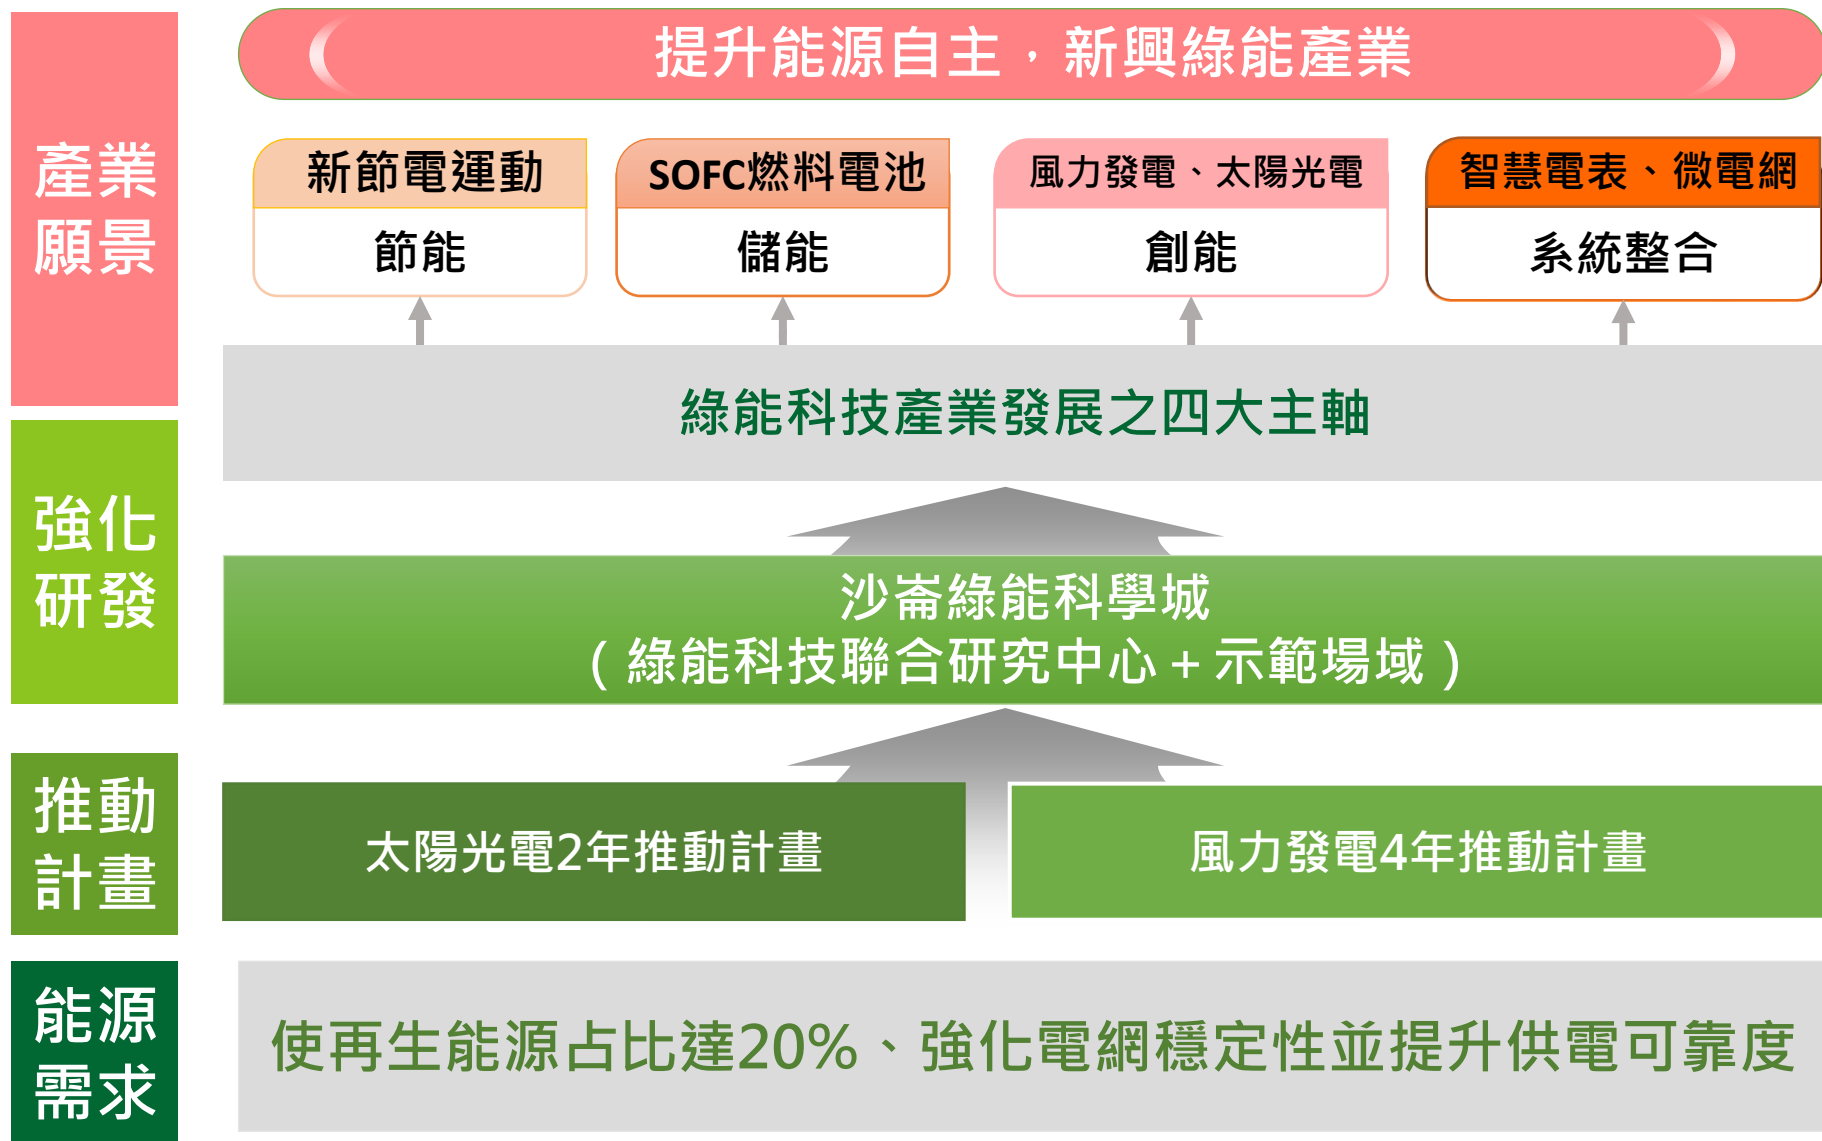 提升能源自主，新興綠能產業
產業
願景
新節電運動
節能
SOFC燃料電池
儲能
風力發電、太陽光電
創能
智慧電表、微電網
系統整合
綠能科技產業發展之四大主軸
強化
研發
沙崙綠能科學城
（綠能科技聯合研究中心+示範場域）
推動
計畫
太陽光電2年推動計畫
風力發電4年推動計畫
能源
需求
使再生能源占比達20%、強化電網穩定性並提升供電可靠度